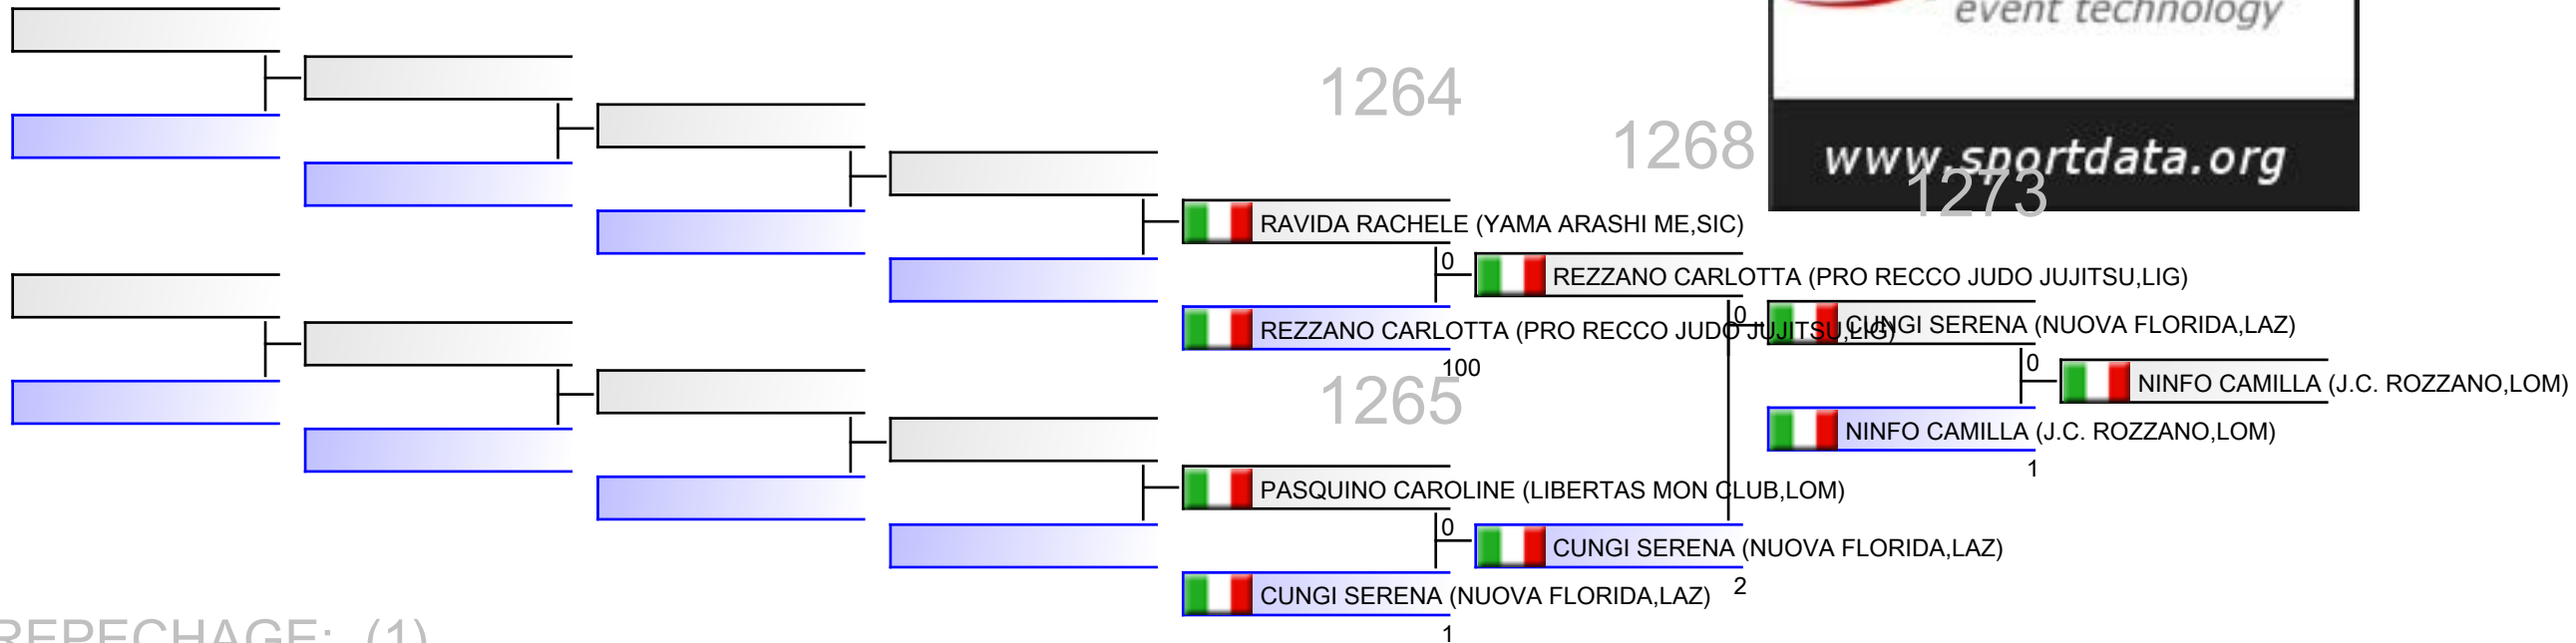 event technology
1264
1268
www.sportdata.org
1273
RAVIDA RACHELE (YAMA ARASHI ME,SIC)
0
REZZANO CARLOTTA (PRO RECCO JUDO JUJITSU,LIG)
REZZANO CARLOTTA (PRO RECCO JUDO JUJITSU,LIG)
0
CUNGI SERENA (NUOVA FLORIDA,LAZ)
100
0
NINFO CAMILLA (J.C. ROZZANO,LOM)
1265
NINFO CAMILLA (J.C. ROZZANO,LOM)
1
PASQUINO CAROLINE (LIBERTAS MON CLUB,LOM)
0
CUNGI SERENA (NUOVA FLORIDA,LAZ)
2
CUNGI SERENA (NUOVA FLORIDA,LAZ)
1
REPECHAGE: (1)